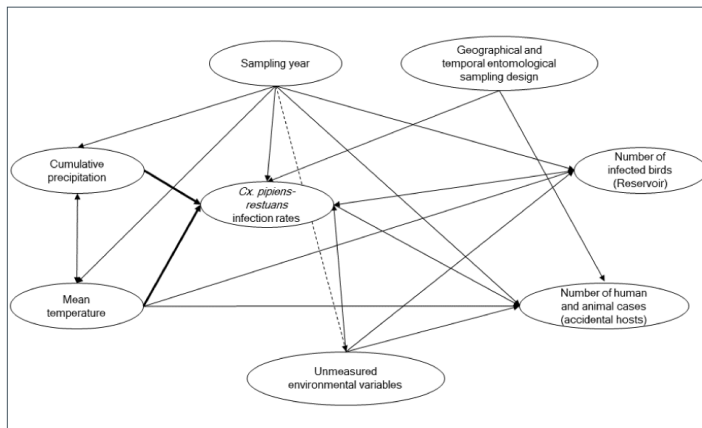 Sampling year
Geographical and
temporal entomological
sampling design
Cumulative
precipitation
Cx. pipiens-
restuans
infection rates
Number of
infected birds
(Reservoir)
Mean
temperature
Number of human
and animal cases
(accidental hosts)
Unmeasured
environmental variables